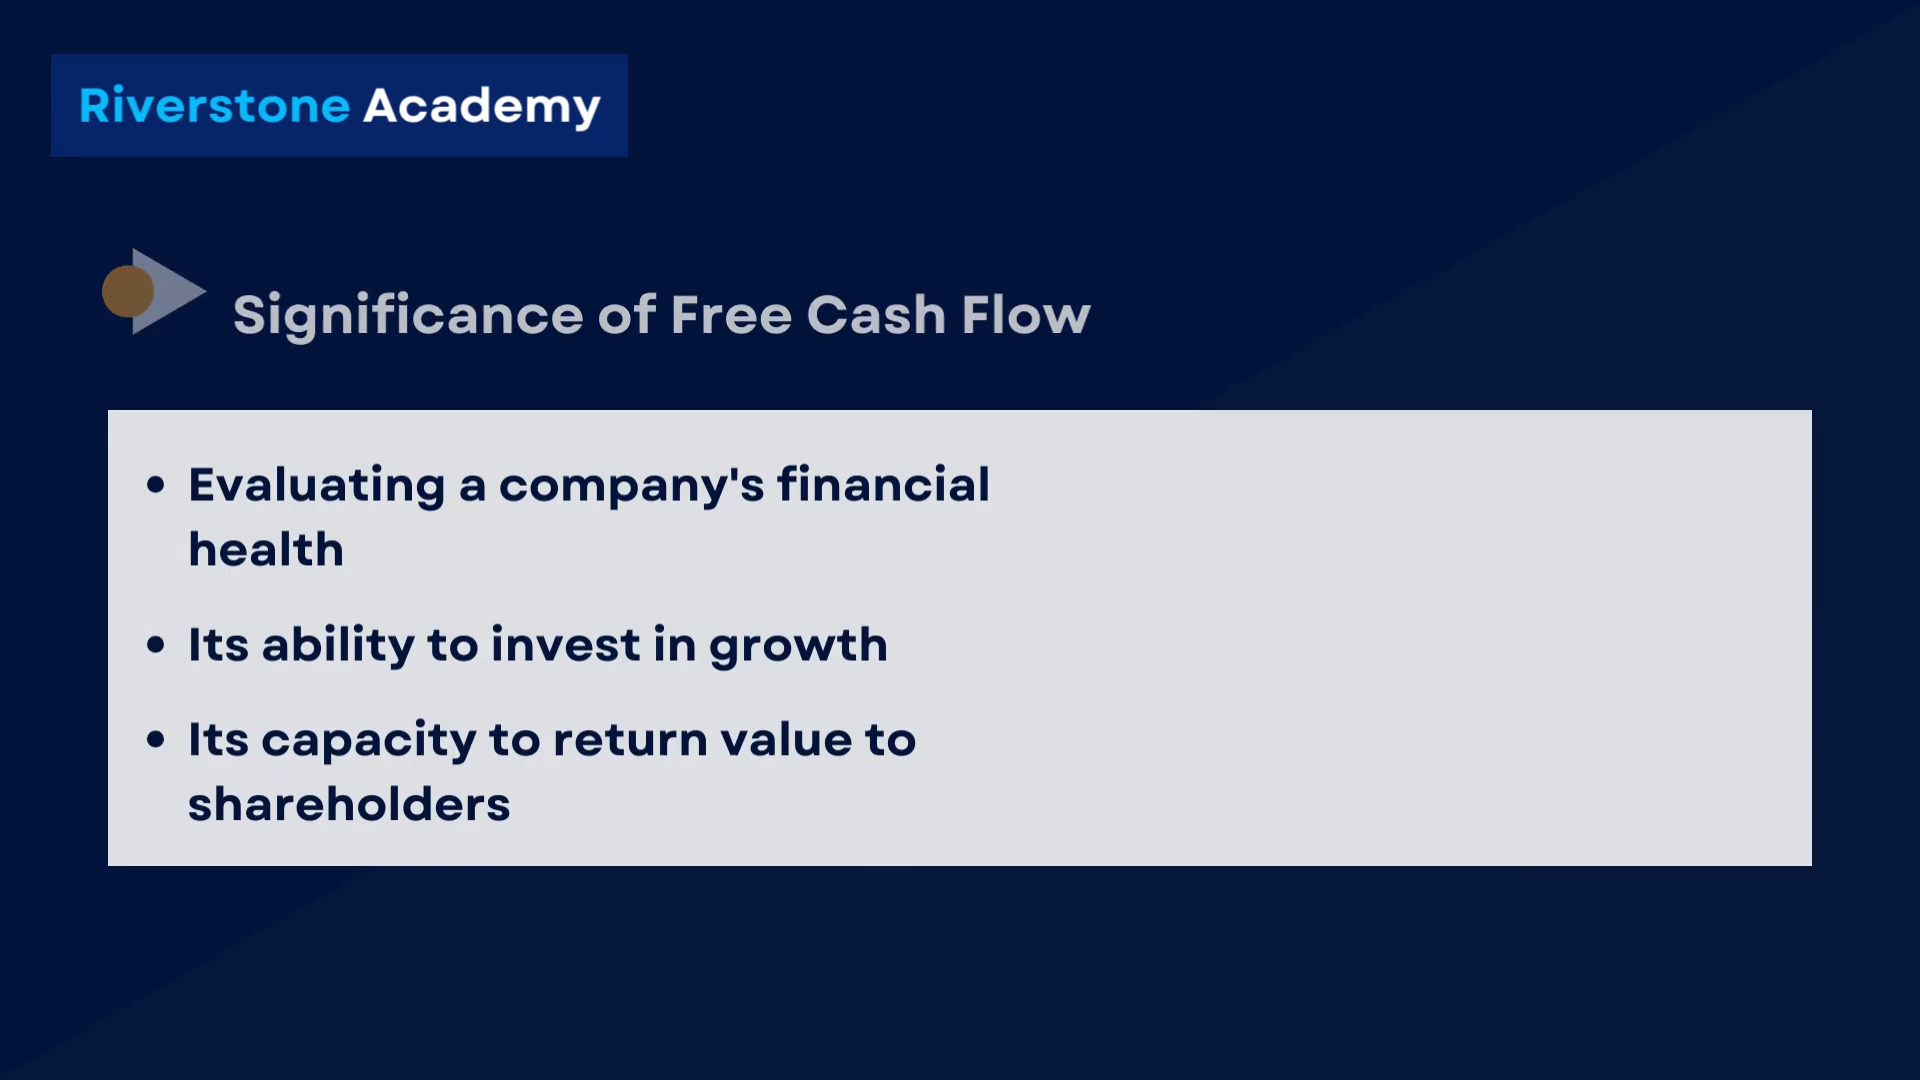 Riverstone Academy
Significance of Free Cash Flow
• Evaluating a company's financial
health
• Its ability to invest in growth
• Its capacity to return value to
shareholders